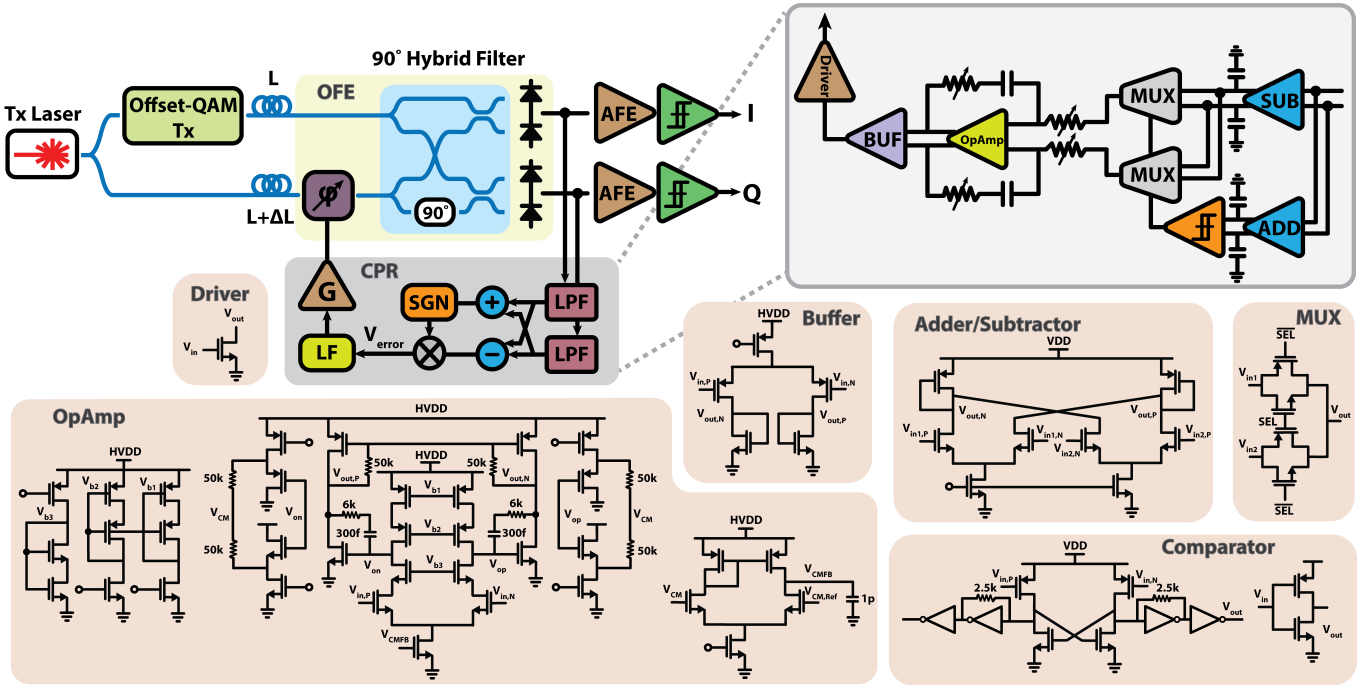 90° Hybrid Filter
Tx Laser
Offset-QAM
Tx
L
OFE
L+ΔL
φ
90°
AFE
I
AFE
Q
CPR
G
SGN
+
LPF
LF
V error
−
LPF
Driver
BUF
OpAmp
MUX
SUB
MUX
ADD
Driver
Vout
Vin
Buffer
HVDD
Vin,P
Vin,N
Vout,N
Vout,P
Adder/Subtractor
VDD
Vout,N
Vout,P
Vin1,P
Vin1,N
Vin2,N
Vin2,P
MUX
SEL
Vin1
SEL
Vout
Vin2
SEL
OpAmp
HVDD
HVDD
Vb2
Vb1
Vb3
50k
VCM
50k
Von
Vout,P
50k
HVDD
50k
Vout,N
Vb1
6k
6k
300f
Vb2
300f
Von
Vb3
Vop
Vin,P
Vin,N
VCMFB
Vop
50k
VCM
50k
HVDD
VCMFB
VCM
VCM,Ref
1p
Comparator
VDD
Vin,P
Vin,N
2.5k
2.5k
Vout
Vin
Vout